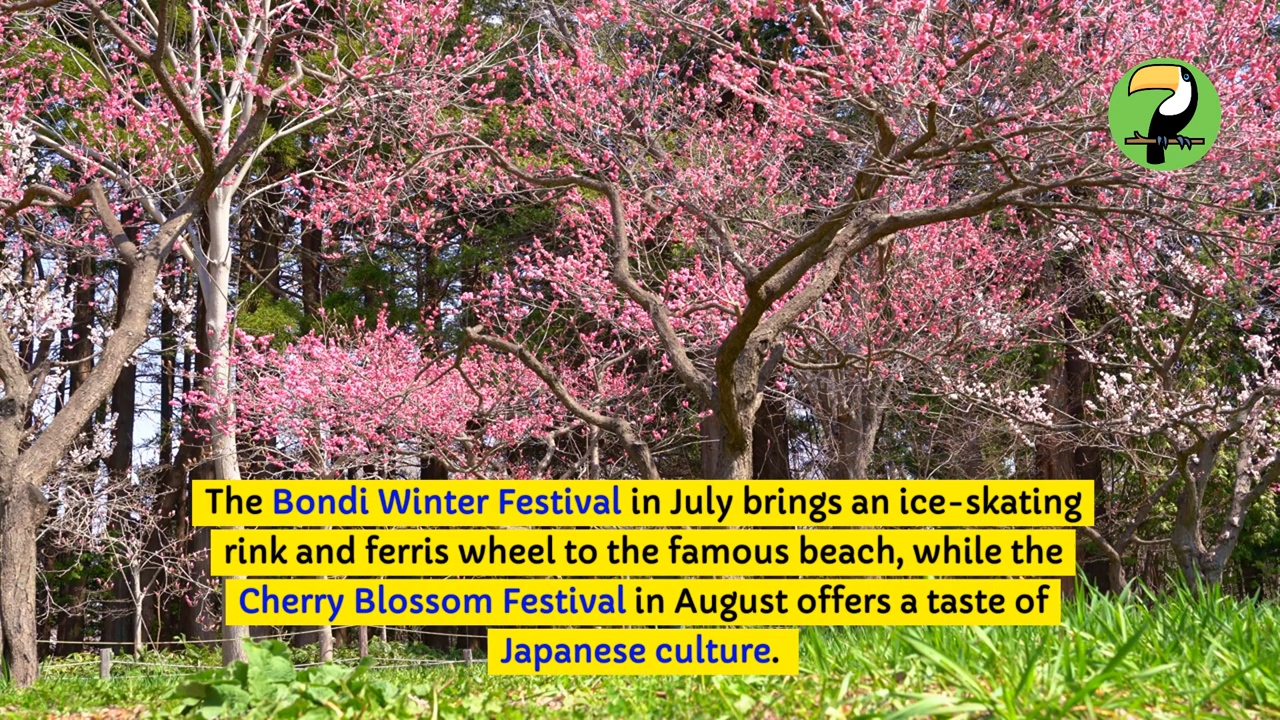 The Bondi Winter Festival in July brings an ice-skating
rink and ferris wheel to the famous beach, while the
Cherry Blossom Festival in August offers a taste of
Japanese culture.